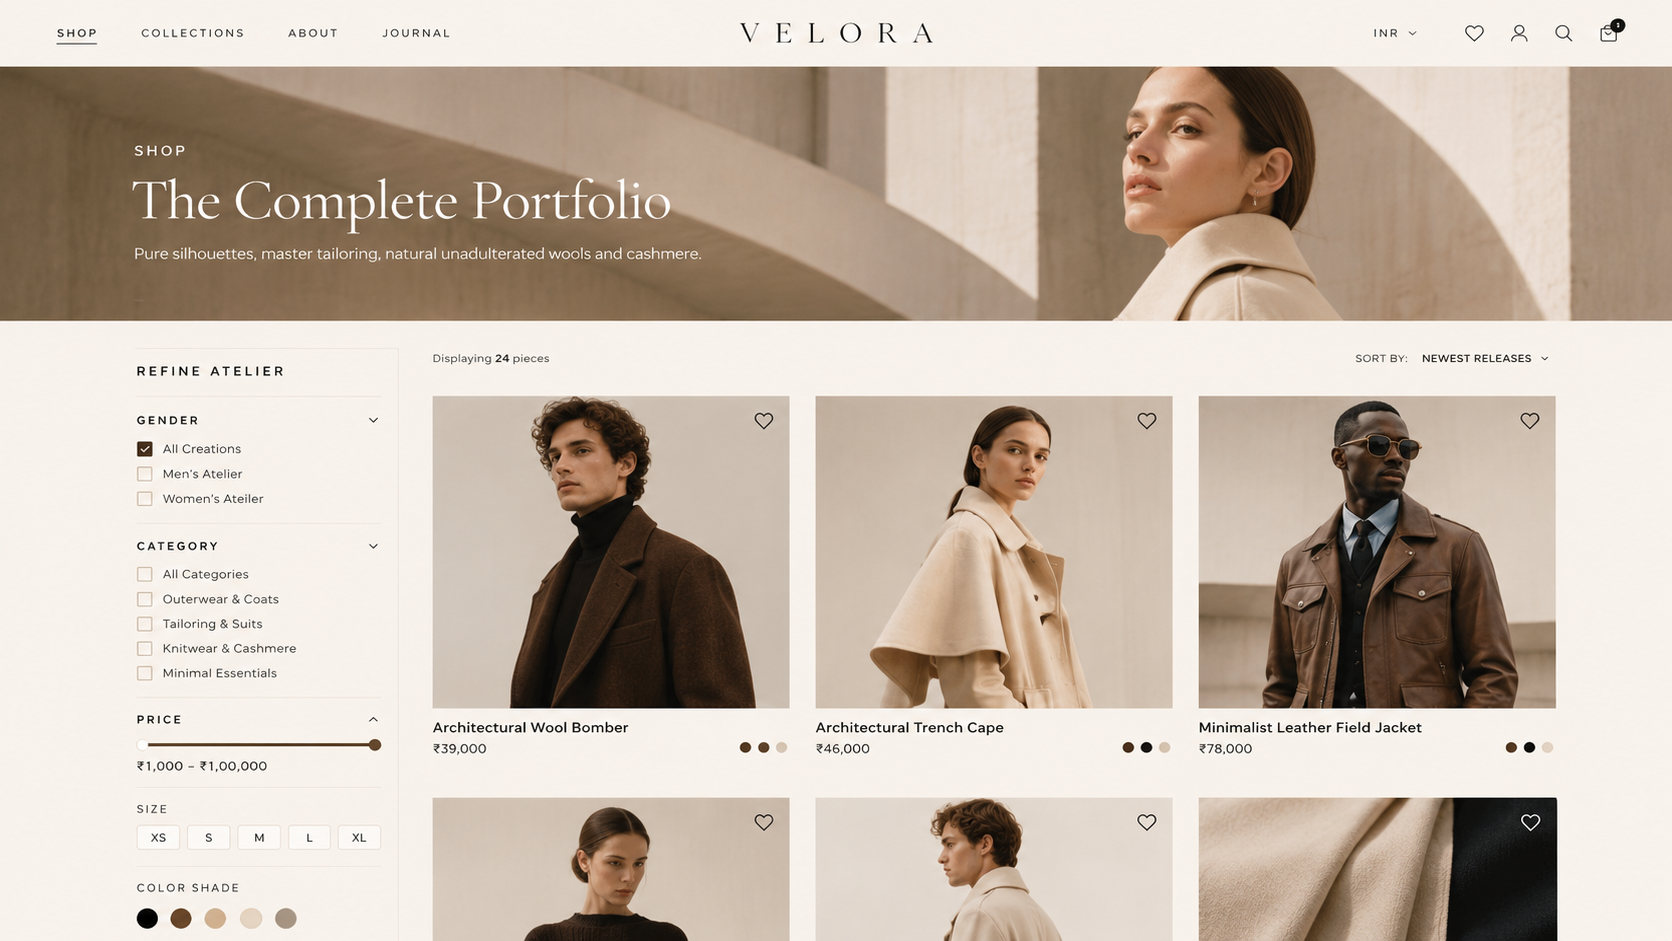 SHOP
COLLECTIONS
ABOUT
JOURNAL
VELORA
INR
SHOP
The Complete Portfolio
Pure silhouettes, master tailoring, natural unadulterated wools and cashmere.
REFINE ATELIER
GENDER
All Creations
Men's Atelier
Women's Ateiler
CATEGORY
All Categories
Outerwear & Coats
Tailoring & Suits
Knitwear & Cashmere
Minimal Essentials
PRICE
₹1,000 – ₹1,00,000
SIZE
XS
S
M
L
XL
COLOR SHADE
Displaying 24 pieces
SORT BY: NEWEST RELEASES
Architectural Wool Bomber
₹39,000
Architectural Trench Cape
₹46,000
Minimalist Leather Field Jacket
₹78,000